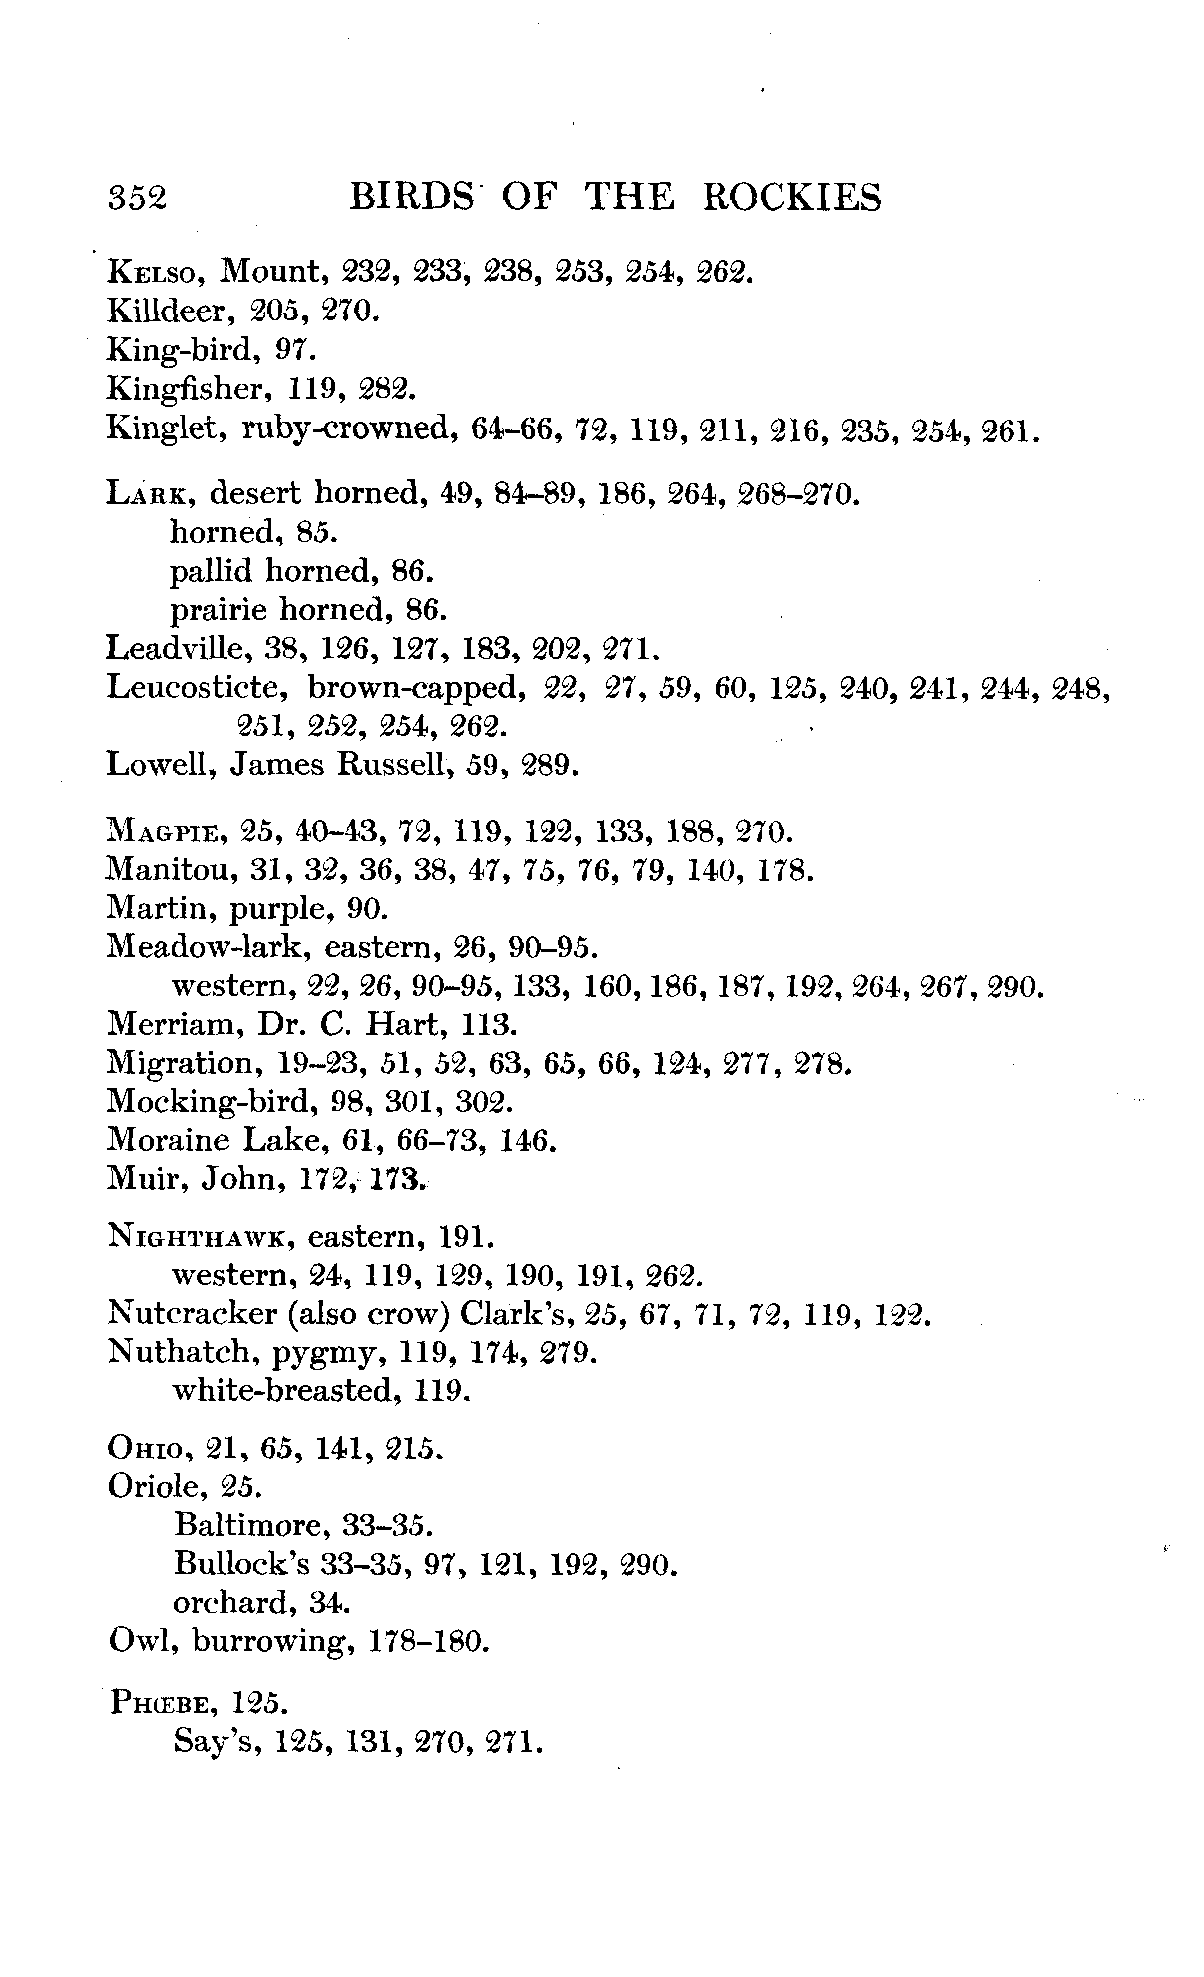 352 BIRDS OF THE ROCKIES
KELSO, Mount, 232, 233, 238, 253, 254, 262.
Killdeer, 205, 270.
King-bird, 97.
Kingfisher, 119, 282.
Kinglet, ruby-crowned, 64–66, 72, 119, 211, 216, 235, 254, 261.
LARK, desert horned, 49, 84–89, 186, 264, 268–270.
horned, 85.
pallid horned, 86.
prairie horned, 86.
Leadville, 38, 126, 127, 183, 202, 271.
Leucosticte, brown-capped, 22, 27, 59, 60, 125, 240, 241, 244, 248,
251, 252, 254, 262.
Lowell, James Russell, 59, 289.
MAGPIE, 25, 40–43, 72, 119, 122, 133, 188, 270.
Manitou, 31, 32, 36, 38, 47, 75, 76, 79, 140, 178.
Martin, purple, 90.
Meadow-lark, eastern, 26, 90–95.
western, 22, 26, 90–95, 133, 160, 186, 187, 192, 264, 267, 290.
Merriam, Dr. C. Hart, 113.
Migration, 19–23, 51, 52, 63, 65, 66, 124, 277, 278.
Mocking-bird, 98, 301, 302.
Moraine Lake, 61, 66–73, 146.
Muir, John, 172, 173.
NIGHTHAWK, eastern, 191.
western, 24, 119, 129, 190, 191, 262.
Nutcracker (also crow) Clark's, 25, 67, 71, 72, 119, 122.
Nuthatch, pygmy, 119, 174, 279.
white-breasted, 119.
OHIO, 21, 65, 141, 215.
Oriole, 25.
Baltimore, 33–35.
Bullock's 33–35, 97, 121, 192, 290.
orchard, 34.
Owl, burrowing, 178–180.
PHŒBE, 125.
Say's, 125, 131, 270, 271.